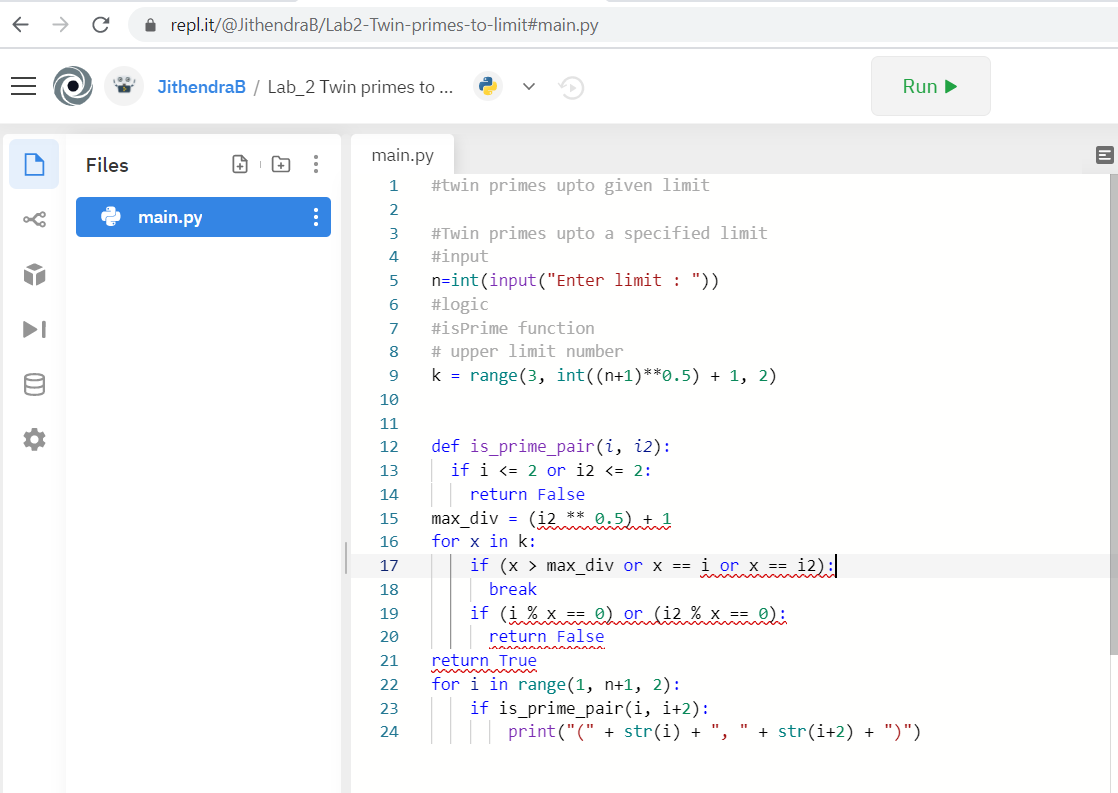 repl.it/@JithendraB/Lab2-Twin-primes-to-limit#main.py
JithendraB / Lab_2 Twin primes to ...
Run
Files
main.py
main.py
1 #twin primes upto given limit
2
3 #Twin primes upto a specified limit
4 #input
5 n=int(input("Enter limit : "))
6 #logic
7 #isPrime function
8 # upper limit number
9 k = range(3, int((n+1)**0.5) + 1, 2)
10
11
12 def is_prime_pair(i, i2):
13   if i <= 2 or i2 <= 2:
14     return False
15 max_div = (i2 ** 0.5) + 1
16 for x in k:
17     if (x > max_div or x == i or x == i2):
18       break
19     if (i % x == 0) or (i2 % x == 0):
20       return False
21 return True
22 for i in range(1, n+1, 2):
23     if is_prime_pair(i, i+2):
24         print("(" + str(i) + ", " + str(i+2) + ")")